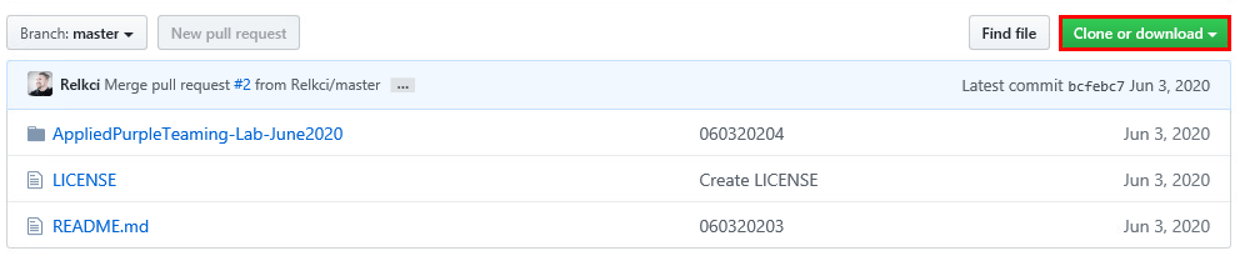 Branch: master New pull request Find file Clone or download
Relkci Merge pull request #2 from Relkci/master ... Latest commit bcfebc7 Jun 3, 2020
AppliedPurpleTeaming-Lab-June2020 060320204 Jun 3, 2020
LICENSE Create LICENSE Jun 3, 2020
README.md 060320203 Jun 3, 2020